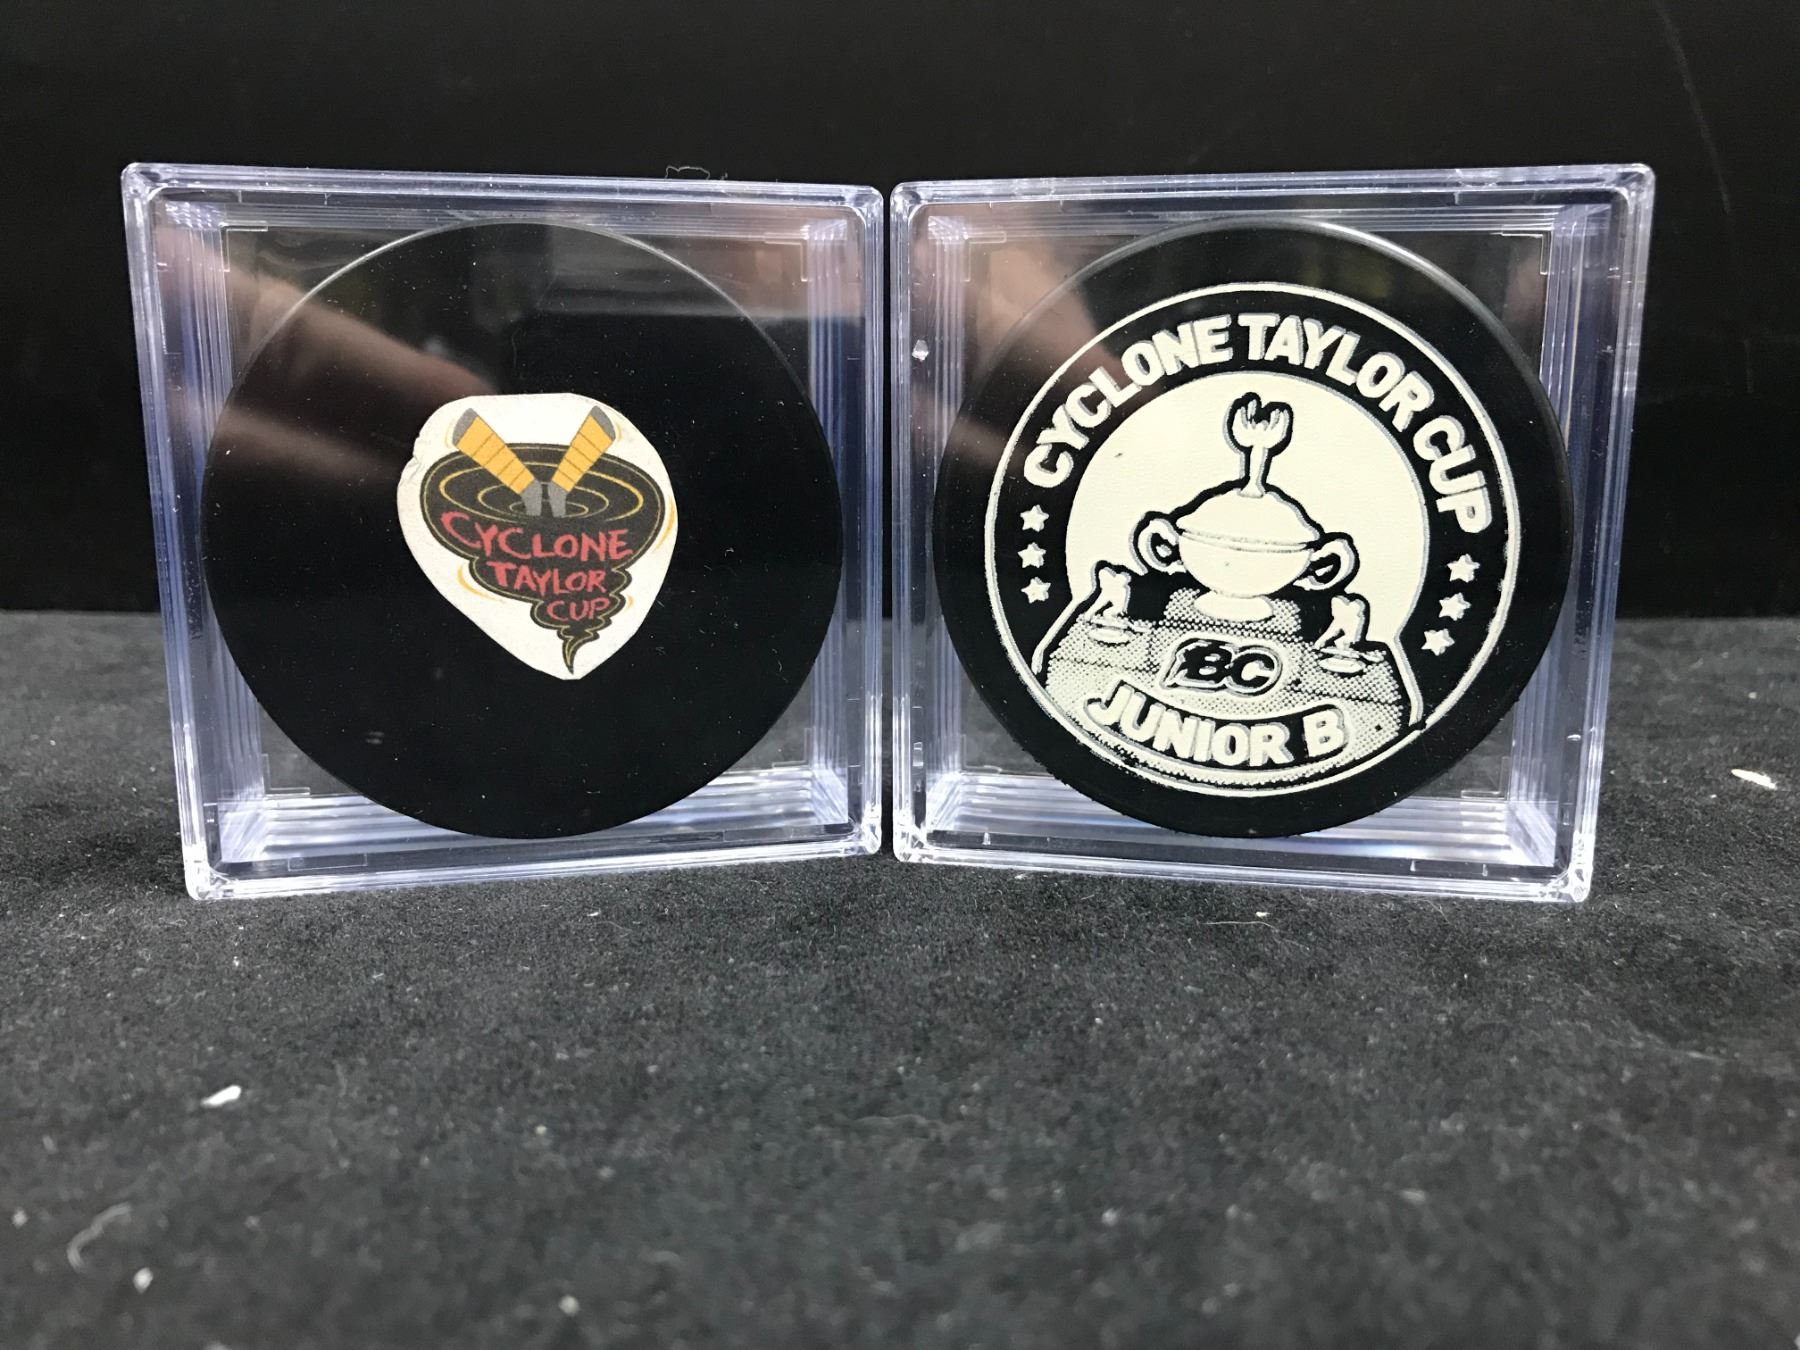 CYCLONE
TAYLOR
CUP
CYCLONE TAYLOR CUP
BC
JUNIOR B